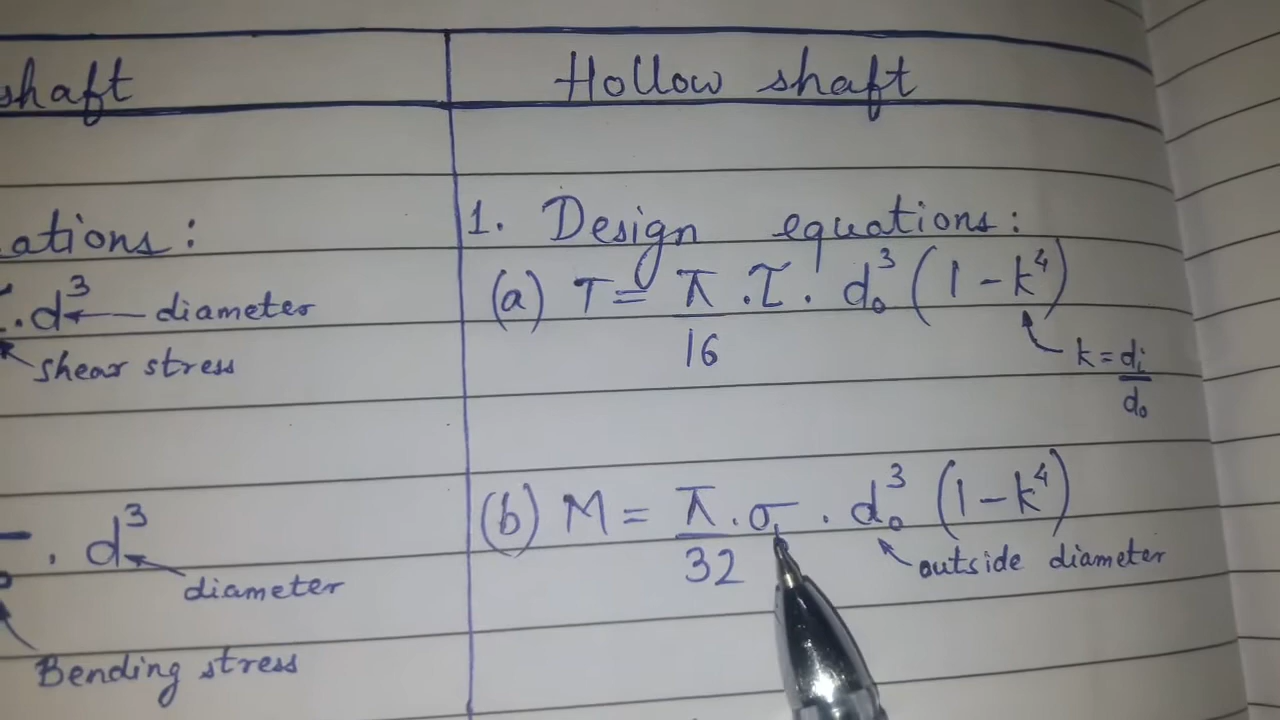 shaft
ations:
. d³ ← diameter
shear stress
. d³
diameter
Bending stress
Hollow shaft
1. Design equations:
(a) T = π/16 . τ . d₀³ (1 - k⁴)
k = dᵢ/d₀
(b) M = π/32 . σ . d₀³ (1 - k⁴)
outside diameter